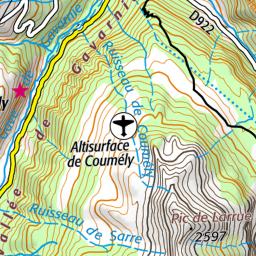 D922
Gavarnie
Ruisseau de Coumély
Altisurface
de Coumély
Vallée de
Ruisseau de Sarre
Pic de Larrue
2597